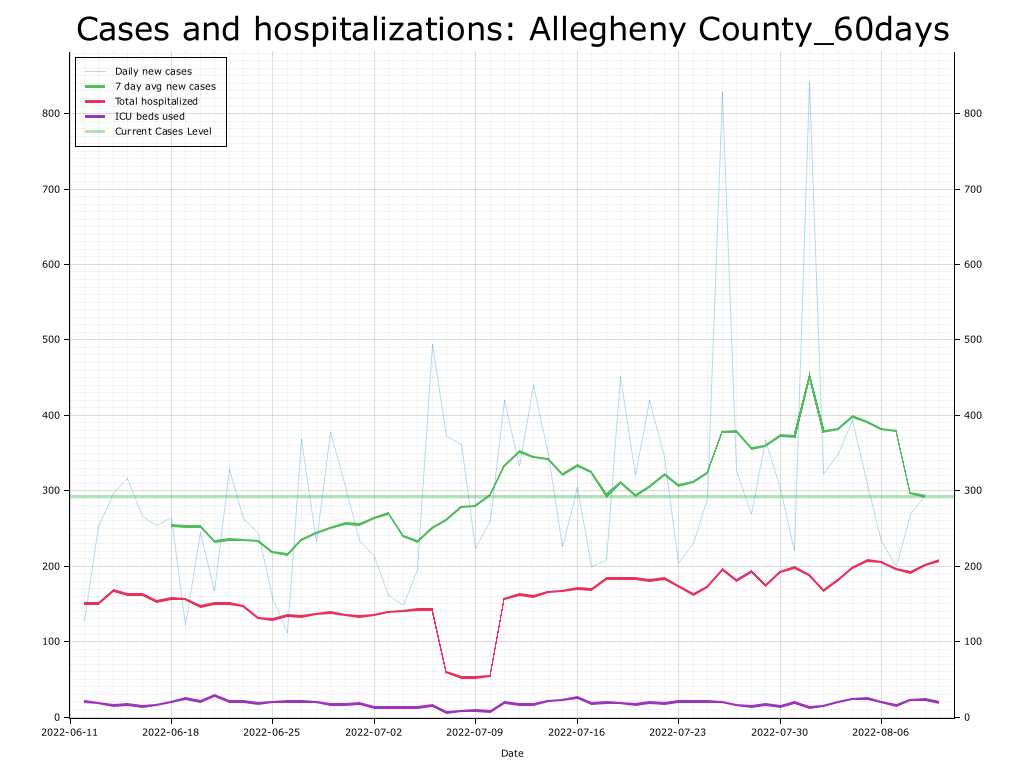 Cases and hospitalizations: Allegheny County_60days
Daily new cases
7 day avg new cases
Total hospitalized
ICU beds used
Current Cases Level
800 800
700 700
600 600
500 500
400 400
300 300
200 200
100 100
0 0
2022-06-11 2022-06-18 2022-06-25 2022-07-02 2022-07-09 2022-07-16 2022-07-23 2022-07-30 2022-08-06
Date